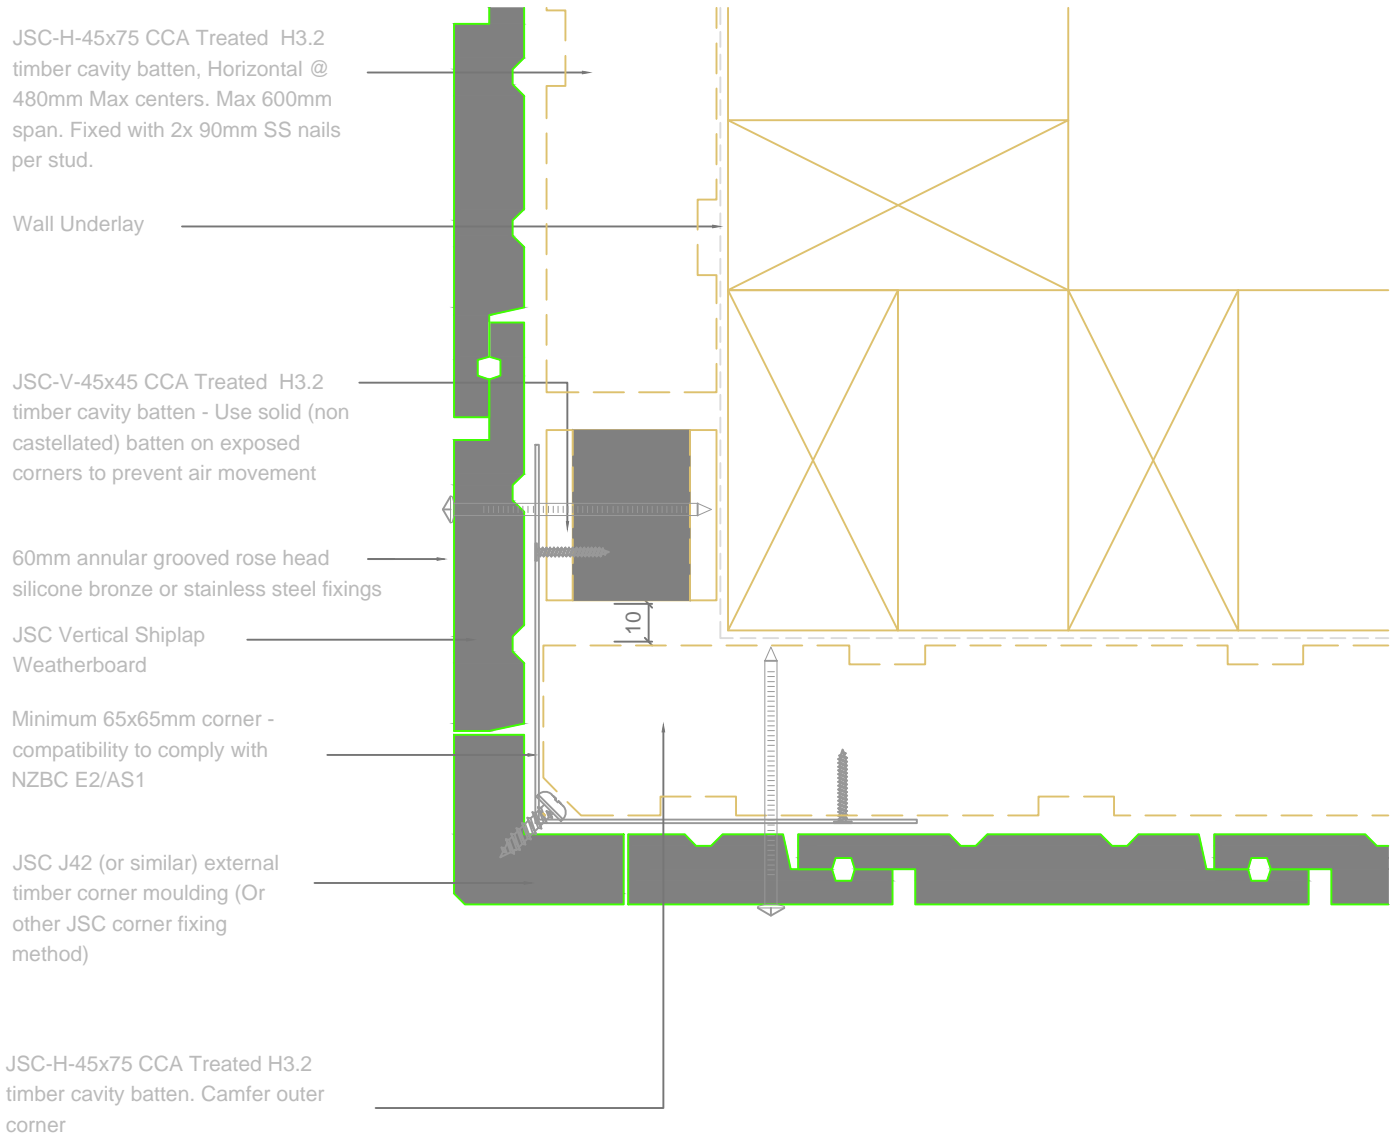 JSC-H-45x75 CCA Treated  H3.2
timber cavity batten, Horizontal @
480mm Max centers. Max 600mm
span. Fixed with 2x 90mm SS nails
per stud.
Wall Underlay
JSC-V-45x45 CCA Treated  H3.2
timber cavity batten - Use solid (non
castellated) batten on exposed
corners to prevent air movement
60mm annular grooved rose head
silicone bronze or stainless steel fixings
10
JSC Vertical Shiplap
Weatherboard
Minimum 65x65mm corner -
compatibility to comply with
NZBC E2/AS1
JSC J42 (or similar) external
timber corner moulding (Or
other JSC corner fixing
method)
JSC-H-45x75 CCA Treated H3.2
timber cavity batten. Camfer outer
corner